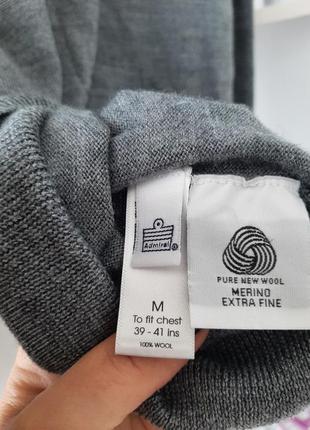 Admiral
M
To fit chest
39 - 41 ins
100% WOOL
PURE NEW WOOL
MERINO
EXTRA FINE